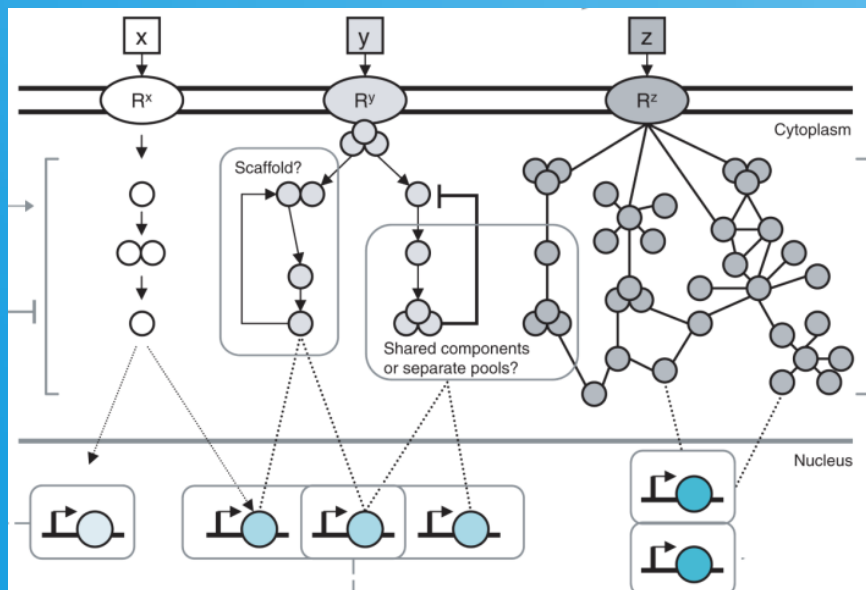 x
y
z
Rˣ
Rʸ
Rᶻ
Cytoplasm
Scaffold?
Shared components
or separate pools?
Nucleus